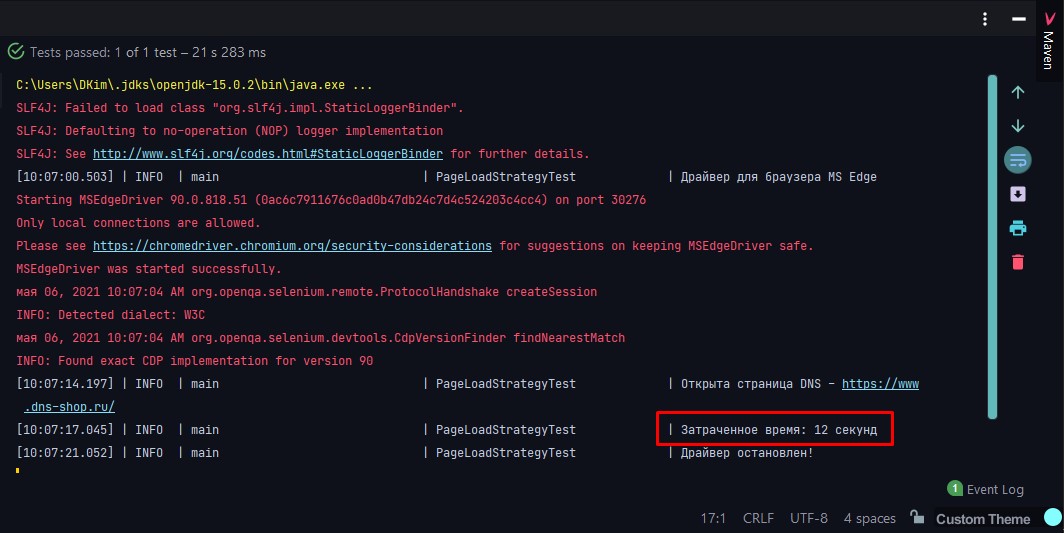 Maven
Tests passed: 1 of 1 test – 21 s 283 ms
C:\Users\DKim\.jdks\openjdk-15.0.2\bin\java.exe ...
SLF4J: Failed to load class "org.slf4j.impl.StaticLoggerBinder".
SLF4J: Defaulting to no-operation (NOP) logger implementation
SLF4J: See http://www.slf4j.org/codes.html#StaticLoggerBinder for further details.
[10:07:00.503] | INFO | main | PageLoadStrategyTest | Драйвер для браузера MS Edge
Starting MSEdgeDriver 90.0.818.51 (0ac6c7911676c0ad0b47db24c7d4c524203c4cc4) on port 30276
Only local connections are allowed.
Please see https://chromedriver.chromium.org/security-considerations for suggestions on keeping MSEdgeDriver safe.
MSEdgeDriver was started successfully.
мая 06, 2021 10:07:04 AM org.openqa.selenium.remote.ProtocolHandshake createSession
INFO: Detected dialect: W3C
мая 06, 2021 10:07:04 AM org.openqa.selenium.devtools.CdpVersionFinder findNearestMatch
INFO: Found exact CDP implementation for version 90
[10:07:14.197] | INFO | main | PageLoadStrategyTest | Открыта страница DNS - https://www
.dns-shop.ru/
[10:07:17.045] | INFO | main | PageLoadStrategyTest | Затраченное время: 12 секунд
[10:07:21.052] | INFO | main | PageLoadStrategyTest | Драйвер остановлен!
1 Event Log
17:1 CRLF UTF-8 4 spaces Custom Theme